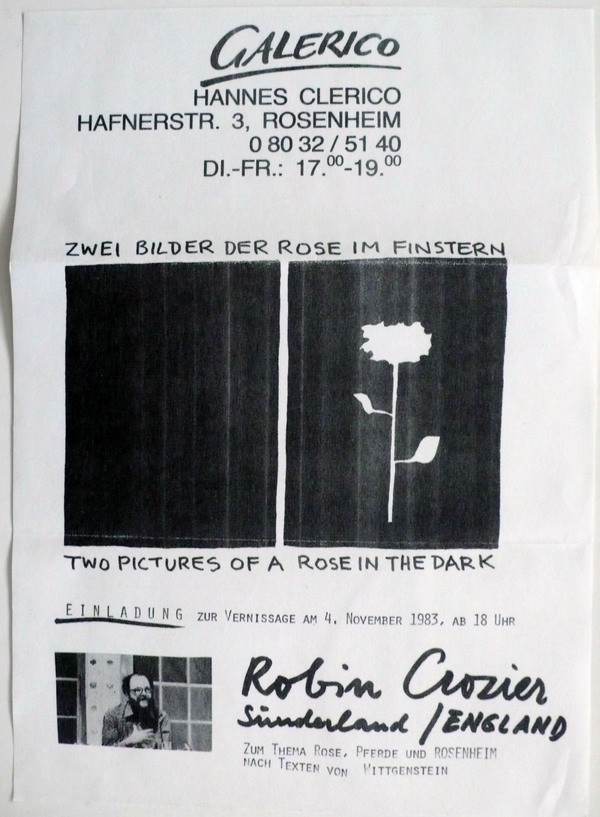 GALERICO
HANNES CLERICO
HAFNERSTR. 3, ROSENHEIM
0 80 32 / 51 40
DI.-FR.: 17.00-19.00
ZWEI BILDER DER ROSE IM FINSTERN
TWO PICTURES OF A ROSE IN THE DARK
EINLADUNG ZUR VERNISSAGE AM 4. NOVEMBER 1983, AB 18 UHR
Robin Crozier
Sunderland / ENGLAND
ZUM THEMA ROSE, PFERDE UND ROSENHEIM
NACH TEXTEN VON WITTGENSTEIN